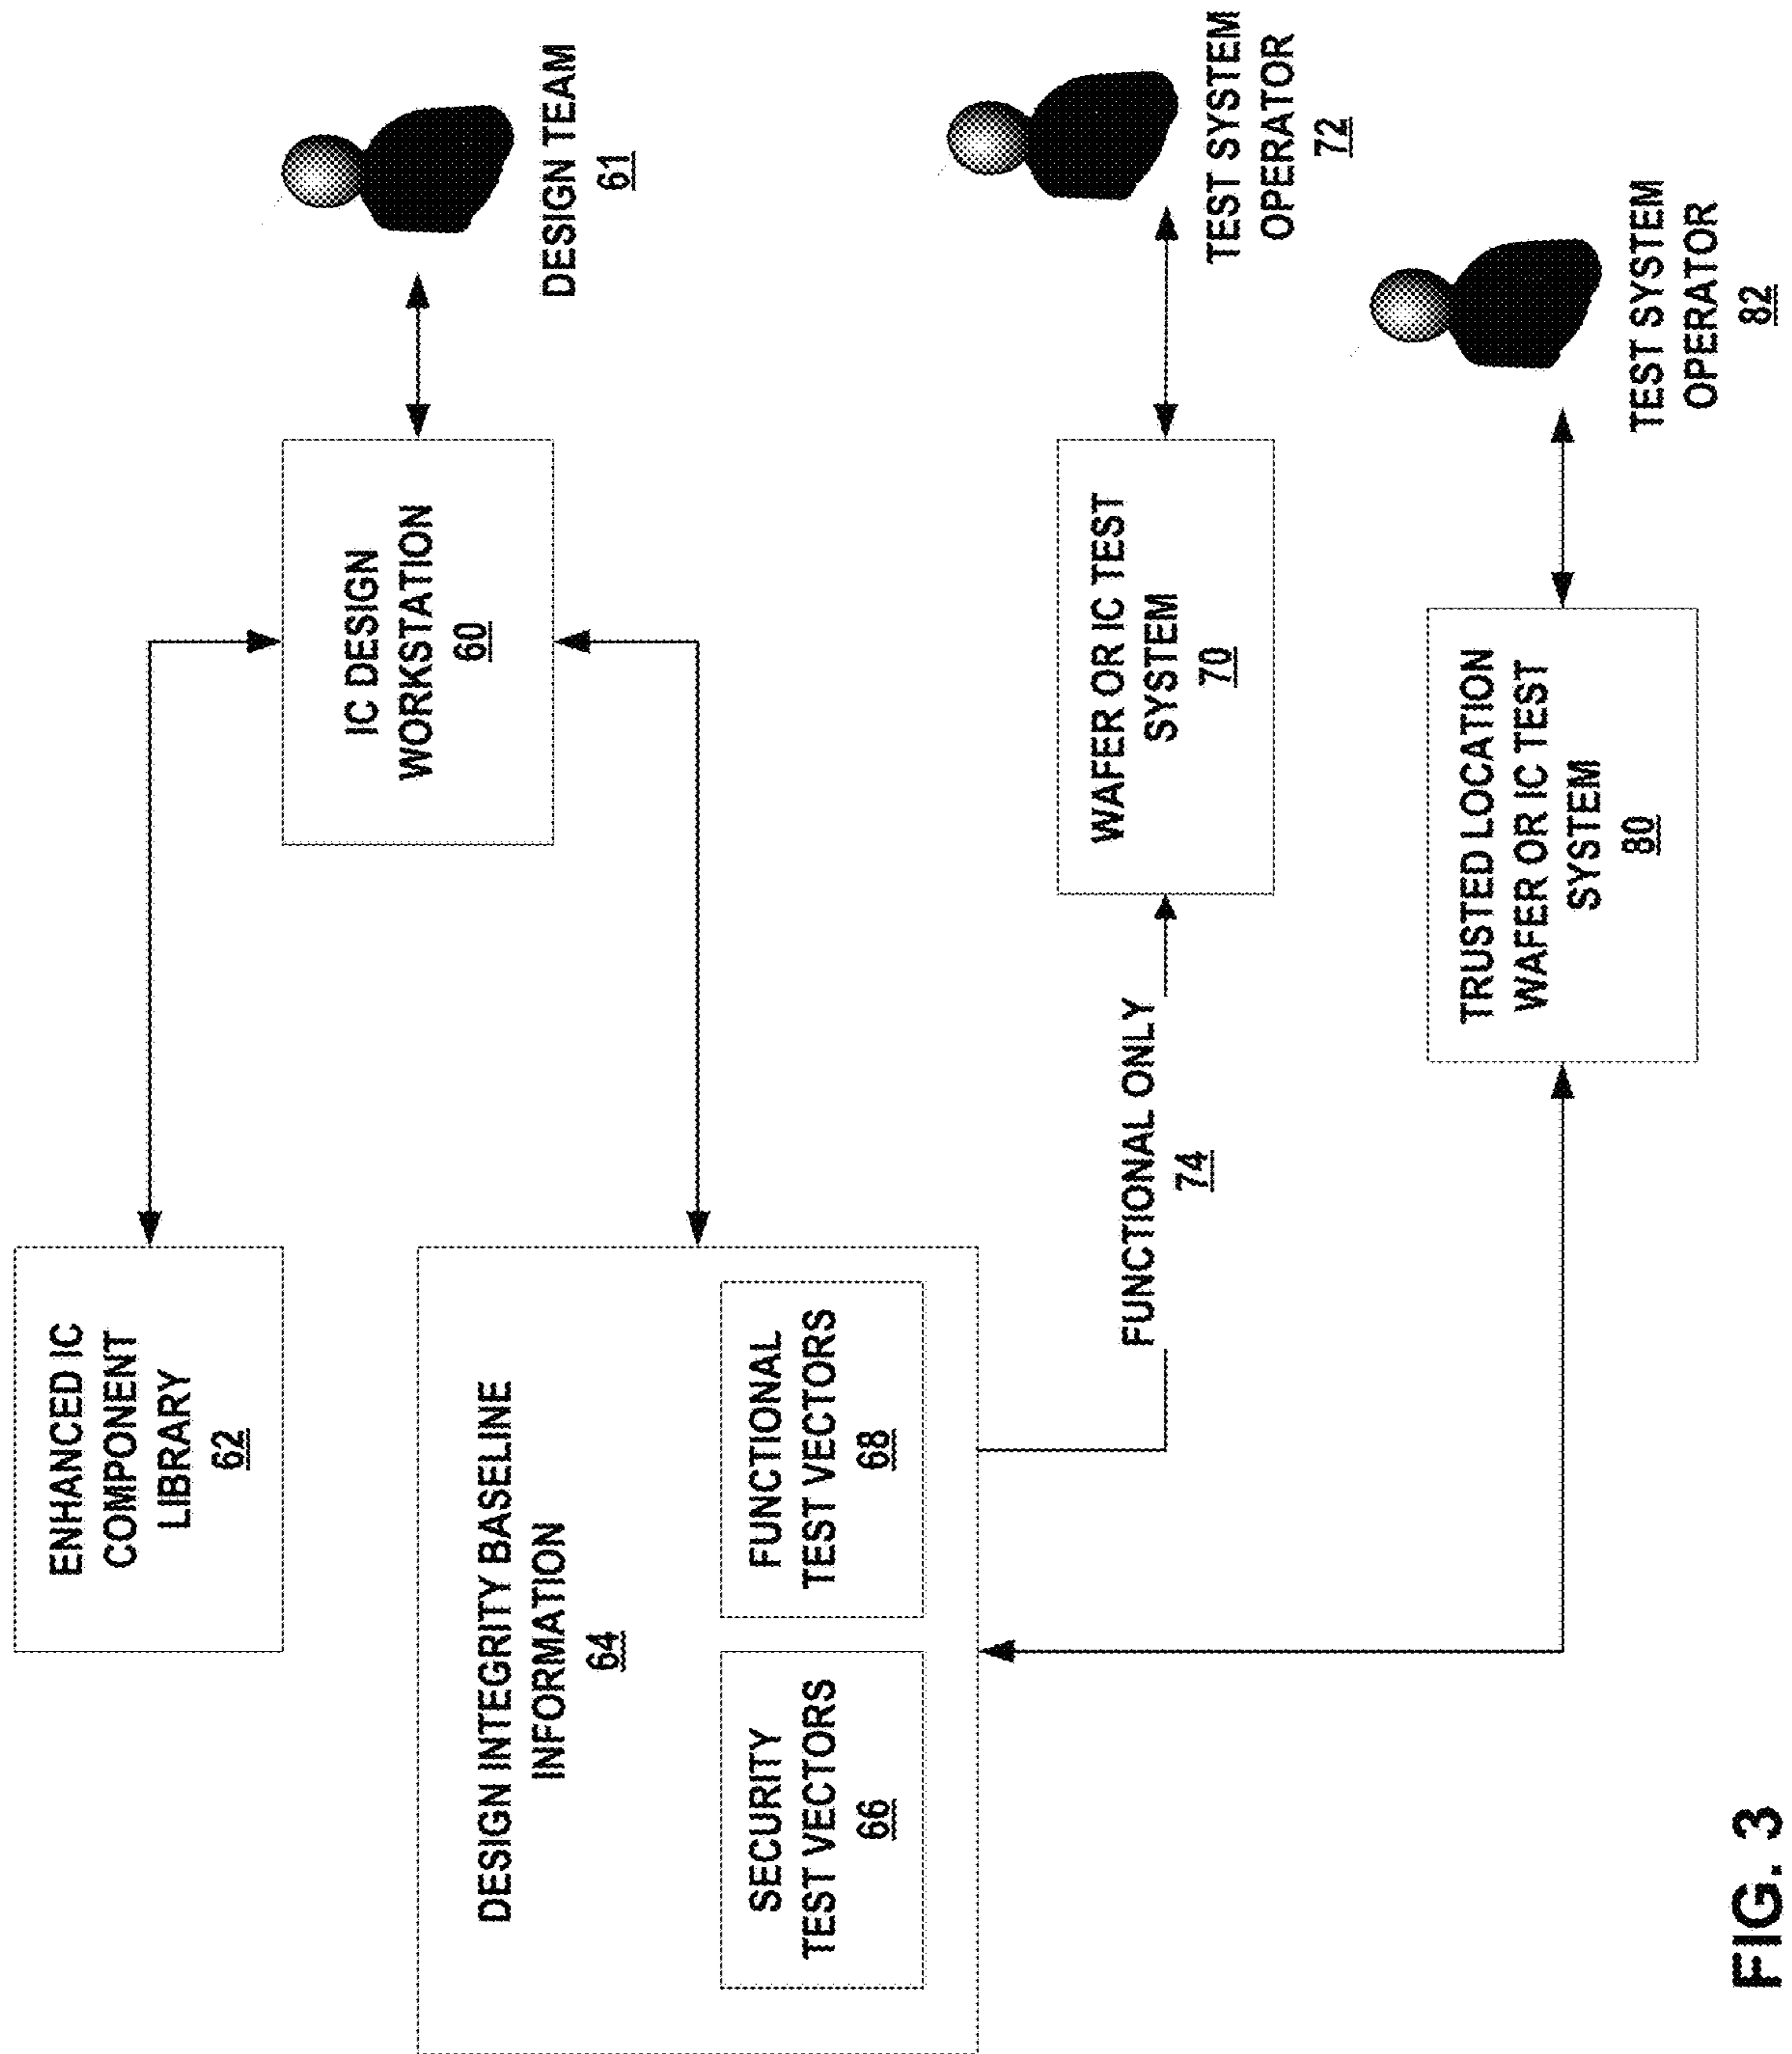 ENHANCED IC
COMPONENT
LIBRARY
62
IC DESIGN
WORKSTATION
60
DESIGN TEAM
61
DESIGN INTEGRITY BASELINE
INFORMATION
64
SECURITY
TEST VECTORS
66
FUNCTIONAL
TEST VECTORS
68
FUNCTIONAL ONLY
74
WAFER OR IC TEST
SYSTEM
70
TEST SYSTEM
OPERATOR
72
TRUSTED LOCATION
WAFER OR IC TEST
SYSTEM
80
TEST SYSTEM
OPERATOR
82
FIG. 3